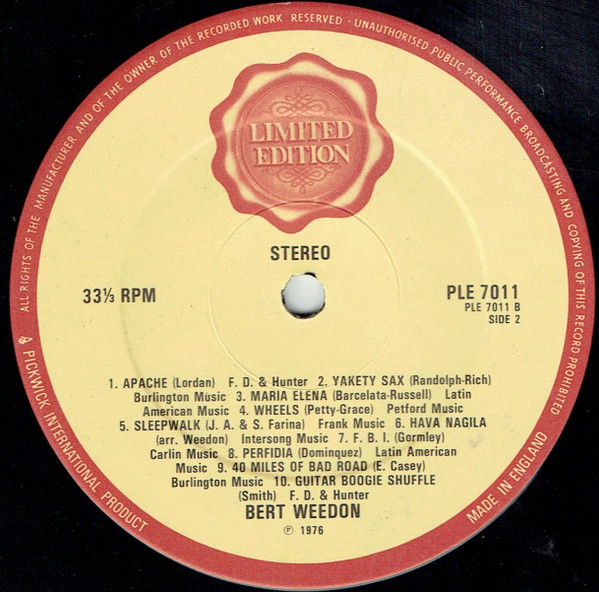 ALL RIGHTS OF THE MANUFACTURER AND OF THE OWNER OF THE RECORDED WORK RESERVED · UNAUTHORISED PUBLIC PERFORMANCE BROADCASTING AND COPYING OF THIS RECORD PROHIBITED
LIMITED
EDITION
STEREO
33⅓ RPM
PLE 7011
PLE 7011 B
SIDE 2
1. APACHE (Lordan) F. D. & Hunter 2. YAKETY SAX (Randolph-Rich)
Burlington Music 3. MARIA ELENA (Barcelata-Russell) Latin
American Music 4. WHEELS (Petty-Grace) Petford Music
5. SLEEPWALK (J. A. & S. Farina) Frank Music 6. HAVA NAGILA
(arr. Weedon) Intersong Music 7. F. B. I. (Gormley)
Carlin Music 8. PERFIDIA (Dominquez) Latin American
Music 9. 40 MILES OF BAD ROAD (E. Casey)
Burlington Music 10. GUITAR BOOGIE SHUFFLE
(Smith) F. D. & Hunter
BERT WEEDON
℗ 1976
A PICKWICK INTERNATIONAL PRODUCT
MADE IN ENGLAND